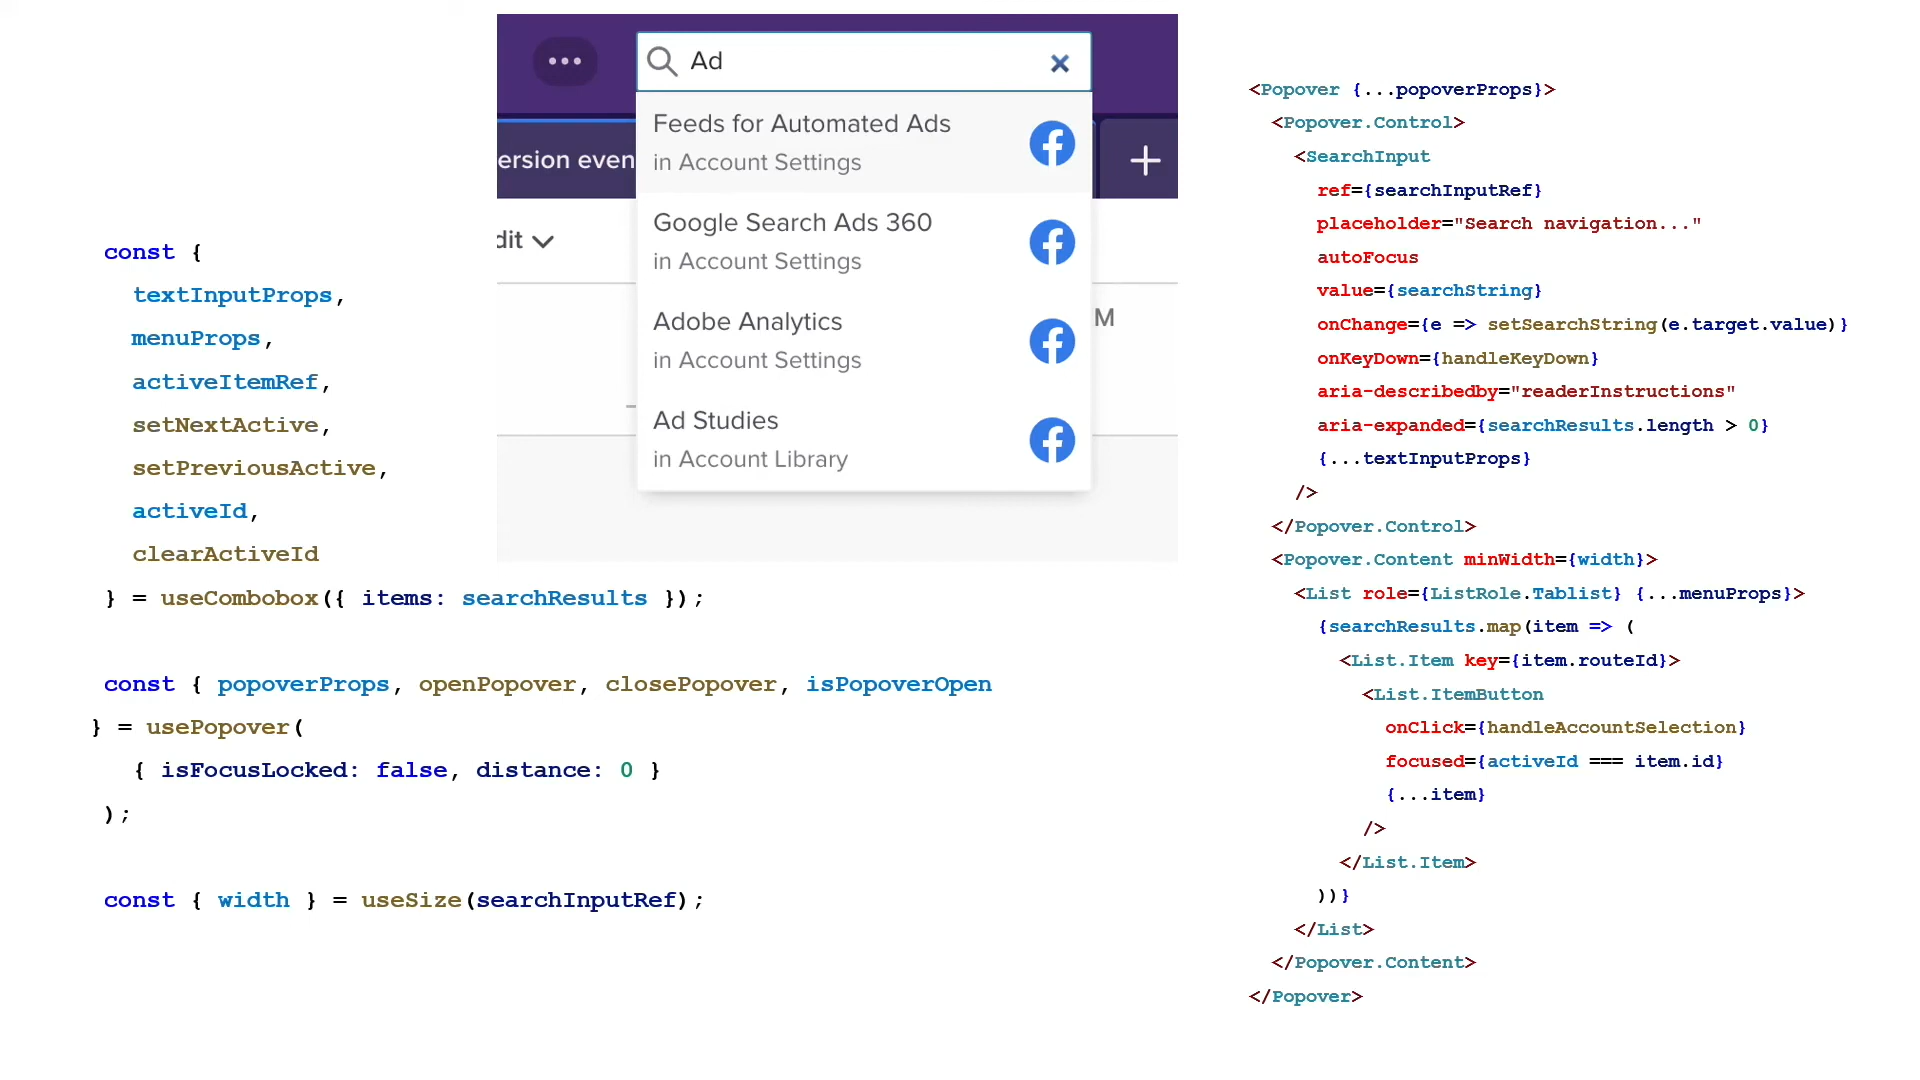 Ad
Feeds for Automated Ads
in Account Settings
ersion even
Google Search Ads 360
in Account Settings
dit
Adobe Analytics
in Account Settings
M
Ad Studies
in Account Library
const {
textInputProps,
menuProps,
activeItemRef,
setNextActive,
setPreviousActive,
activeId,
clearActiveId
} = useCombobox({ items: searchResults });
const { popoverProps, openPopover, closePopover, isPopoverOpen
} = usePopover(
{ isFocusLocked: false, distance: 0 }
);
const { width } = useSize(searchInputRef);
<Popover {...popoverProps}>
<Popover.Control>
<SearchInput
ref={searchInputRef}
placeholder="Search navigation..."
autoFocus
value={searchString}
onChange={e => setSearchString(e.target.value)}
onKeyDown={handleKeyDown}
aria-describedby="readerInstructions"
aria-expanded={searchResults.length > 0}
{...textInputProps}
/>
</Popover.Control>
<Popover.Content minWidth={width}>
<List role={ListRole.Tablist} {...menuProps}>
{searchResults.map(item => (
<List.Item key={item.routeId}>
<List.ItemButton
onClick={handleAccountSelection}
focused={activeId === item.id}
{...item}
/>
</List.Item>
))}
</List>
</Popover.Content>
</Popover>